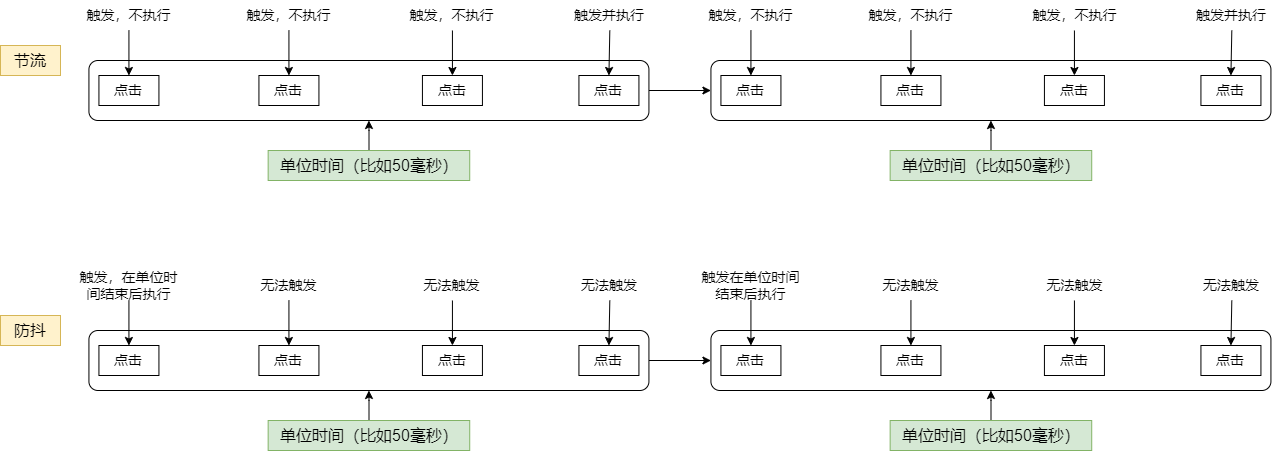 触发，不执行
触发，不执行
触发，不执行
触发并执行
触发，不执行
触发，不执行
触发，不执行
触发并执行
节流
点击
点击
点击
点击
点击
点击
点击
点击
单位时间（比如50毫秒）
单位时间（比如50毫秒）
触发，在单位时
间结束后执行
无法触发
无法触发
无法触发
触发在单位时间
结束后执行
无法触发
无法触发
无法触发
防抖
点击
点击
点击
点击
点击
点击
点击
点击
单位时间（比如50毫秒）
单位时间（比如50毫秒）